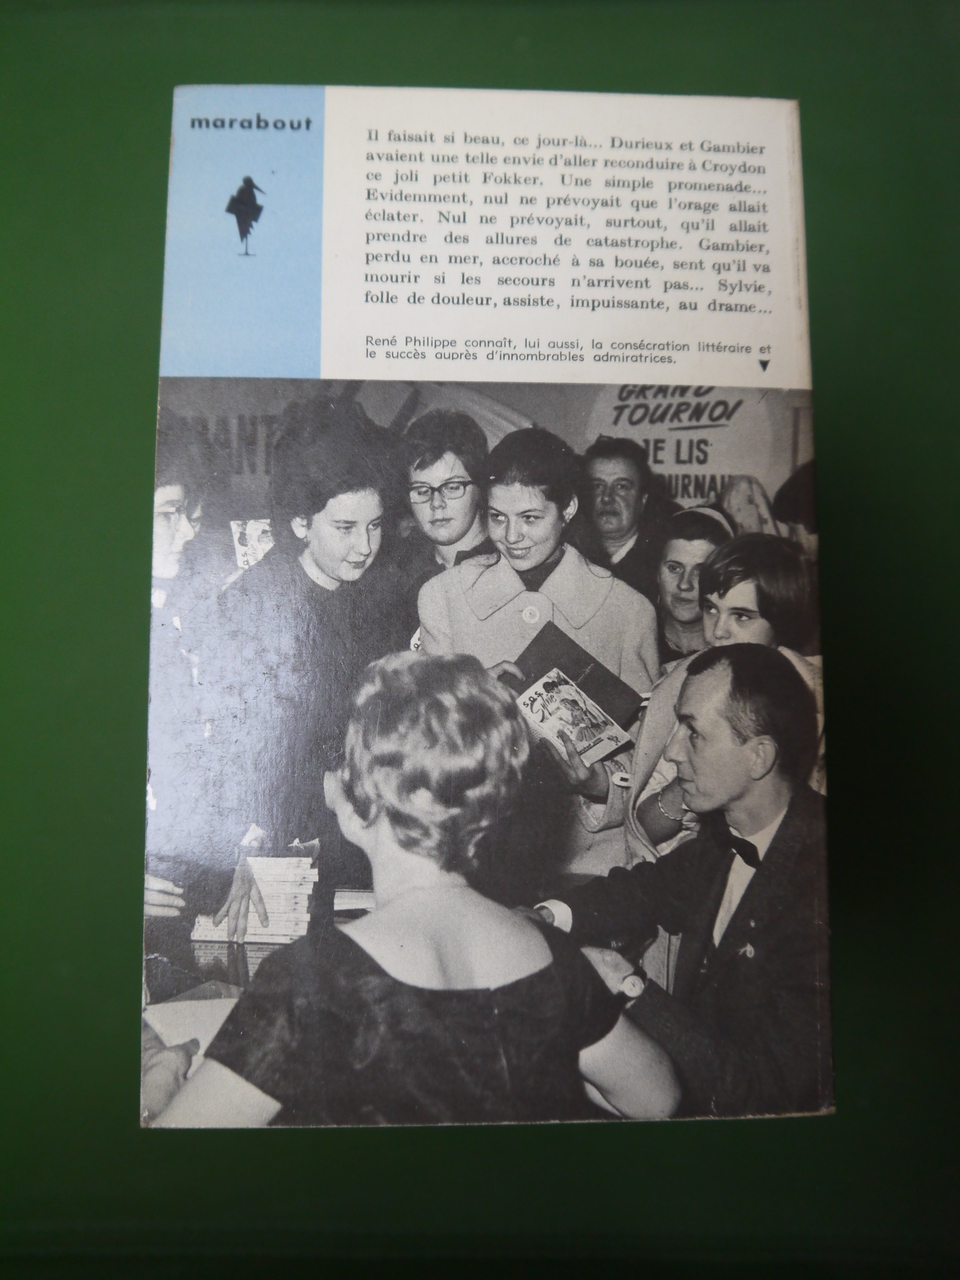 marabout
Il faisait si beau, ce jour-là... Durieux et Gambier
avaient une telle envie d'aller reconduire à Croydon
ce joli petit Fokker. Une simple promenade...
Evidemment, nul ne prévoyait que l'orage allait
éclater. Nul ne prévoyait, surtout, qu'il allait
prendre des allures de catastrophe. Gambier,
perdu en mer, accroché à sa bouée, sent qu'il va
mourir si les secours n'arrivent pas... Sylvie,
folle de douleur, assiste, impuissante, au drame...
René Philippe connaît, lui aussi, la consécration littéraire et
le succès auprès d'innombrables admiratrices.
GRAND
TOURNOI
JE LIS
s.o.s.
Sylvie